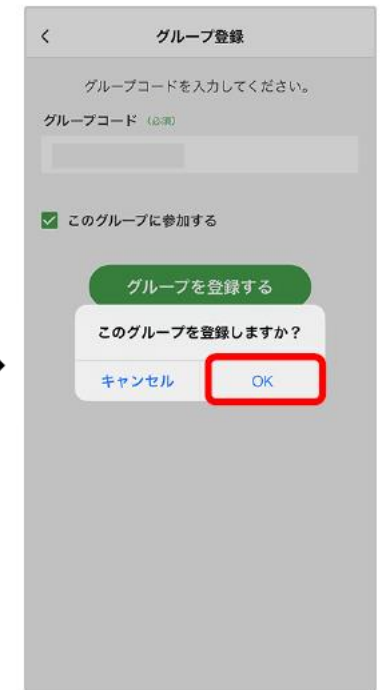 グループ登録
グループコードを入力してください。
グループコード (必須)
このグループに参加する
グループを登録する
このグループを登録しますか？
キャンセル OK